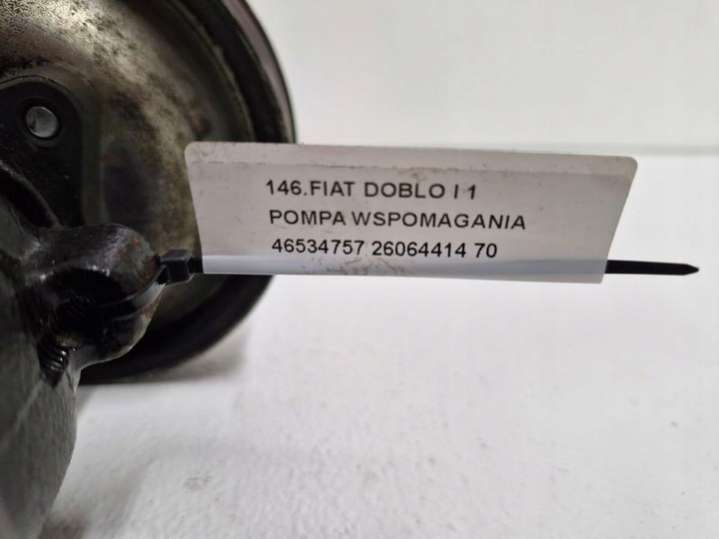 146.FIAT DOBLO I 1
POMPA WSPOMAGANIA
46534757 26064414 70